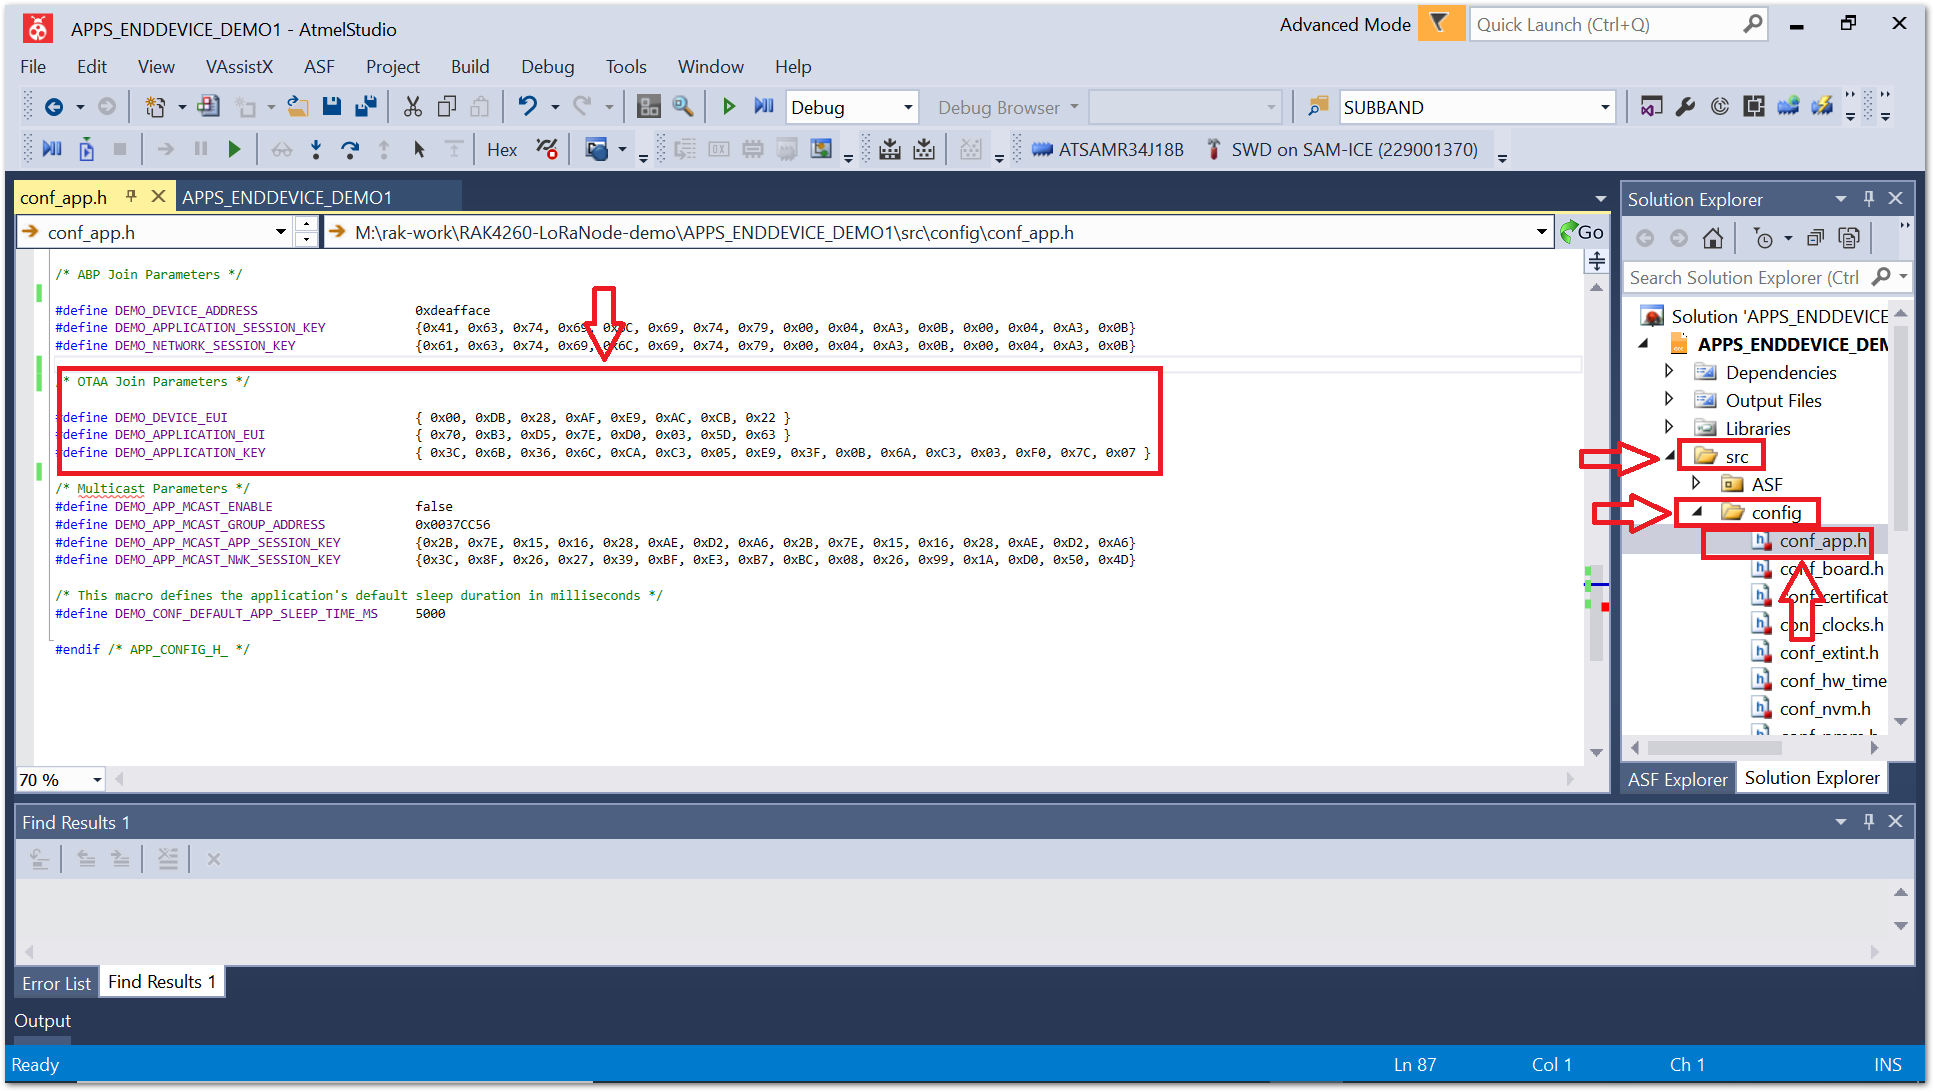 APPS_ENDDEVICE_DEMO1 - AtmelStudio
Advanced Mode
Quick Launch (Ctrl+Q)
File Edit View VAssistX ASF Project Build Debug Tools Window Help
Debug
Debug Browser
SUBBAND
Hex
ATSAMR34J18B
SWD on SAM-ICE (229001370)
conf_app.h
APPS_ENDDEVICE_DEMO1
conf_app.h
M:\rak-work\RAK4260-LoRaNode-demo\APPS_ENDDEVICE_DEMO1\src\config\conf_app.h
Go
/* ABP Join Parameters */
#define DEMO_DEVICE_ADDRESS 0xdeafface
#define DEMO_APPLICATION_SESSION_KEY {0x41, 0x63, 0x74, 0x69, 0x6C, 0x69, 0x74, 0x79, 0x00, 0x04, 0xA3, 0x0B, 0x00, 0x04, 0xA3, 0x0B}
#define DEMO_NETWORK_SESSION_KEY {0x61, 0x63, 0x74, 0x69, 0x6C, 0x69, 0x74, 0x79, 0x00, 0x04, 0xA3, 0x0B, 0x00, 0x04, 0xA3, 0x0B}
/* OTAA Join Parameters */
#define DEMO_DEVICE_EUI { 0x00, 0xDB, 0x28, 0xAF, 0xE9, 0xAC, 0xCB, 0x22 }
#define DEMO_APPLICATION_EUI { 0x70, 0xB3, 0xD5, 0x7E, 0xD0, 0x03, 0x5D, 0x63 }
#define DEMO_APPLICATION_KEY { 0x3C, 0x6B, 0x36, 0x6C, 0xCA, 0xC3, 0x05, 0xE9, 0x3F, 0x0B, 0x6A, 0xC3, 0x03, 0xF0, 0x7C, 0x07 }
/* Multicast Parameters */
#define DEMO_APP_MCAST_ENABLE false
#define DEMO_APP_MCAST_GROUP_ADDRESS 0x0037CC56
#define DEMO_APP_MCAST_APP_SESSION_KEY {0x2B, 0x7E, 0x15, 0x16, 0x28, 0xAE, 0xD2, 0xA6, 0x2B, 0x7E, 0x15, 0x16, 0x28, 0xAE, 0xD2, 0xA6}
#define DEMO_APP_MCAST_NWK_SESSION_KEY {0x3C, 0x8F, 0x26, 0x27, 0x39, 0xBF, 0xE3, 0xB7, 0xBC, 0x08, 0x26, 0x99, 0x1A, 0xD0, 0x50, 0x4D}
/* This macro defines the application's default sleep duration in milliseconds */
#define DEMO_CONF_DEFAULT_APP_SLEEP_TIME_MS 5000
#endif /* APP_CONFIG_H_ */
70 %
Solution Explorer
Search Solution Explorer (Ctrl
Solution 'APPS_ENDDEVICE
APPS_ENDDEVICE_DEM
Dependencies
Output Files
Libraries
src
ASF
config
conf_app.h
conf_board.h
conf_certificat
conf_clocks.h
conf_extint.h
conf_hw_time
conf_nvm.h
ASF Explorer
Solution Explorer
Find Results 1
Error List
Find Results 1
Output
Ready
Ln 87
Col 1
Ch 1
INS